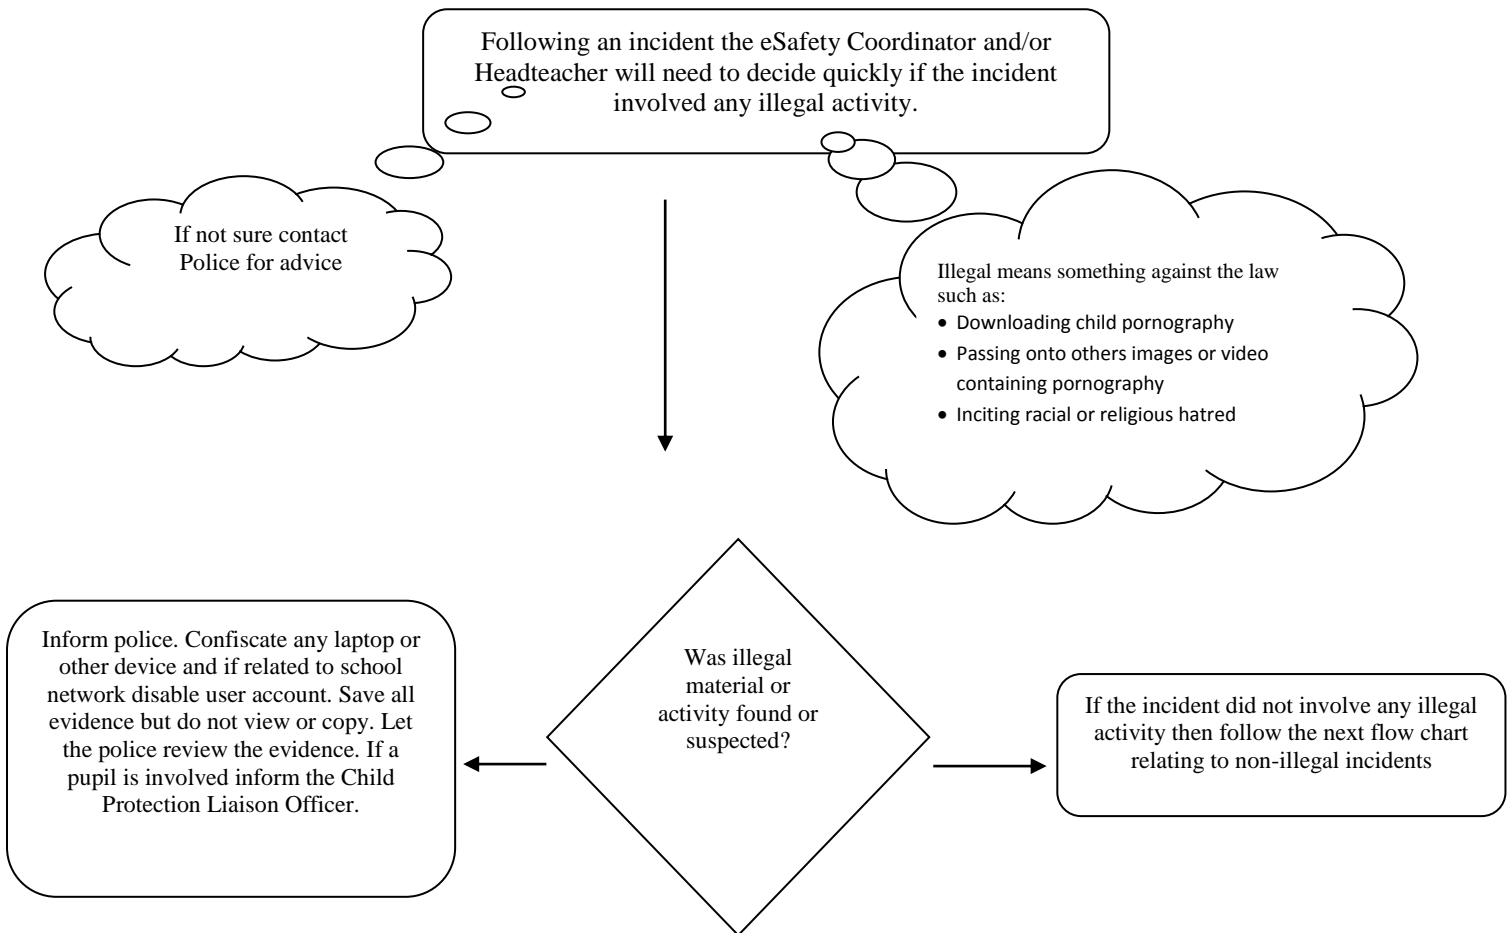 Following an incident the eSafety Coordinator and/or
Headteacher will need to decide quickly if the incident
involved any illegal activity.
If not sure contact
Police for advice
Illegal means something against the law
such as:
• Downloading child pornography
• Passing onto others images or video
containing pornography
• Inciting racial or religious hatred
Inform police. Confiscate any laptop or
other device and if related to school
network disable user account. Save all
evidence but do not view or copy. Let
the police review the evidence. If a
pupil is involved inform the Child
Protection Liaison Officer.
Was illegal
material or
activity found or
suspected?
If the incident did not involve any illegal
activity then follow the next flow chart
relating to non-illegal incidents